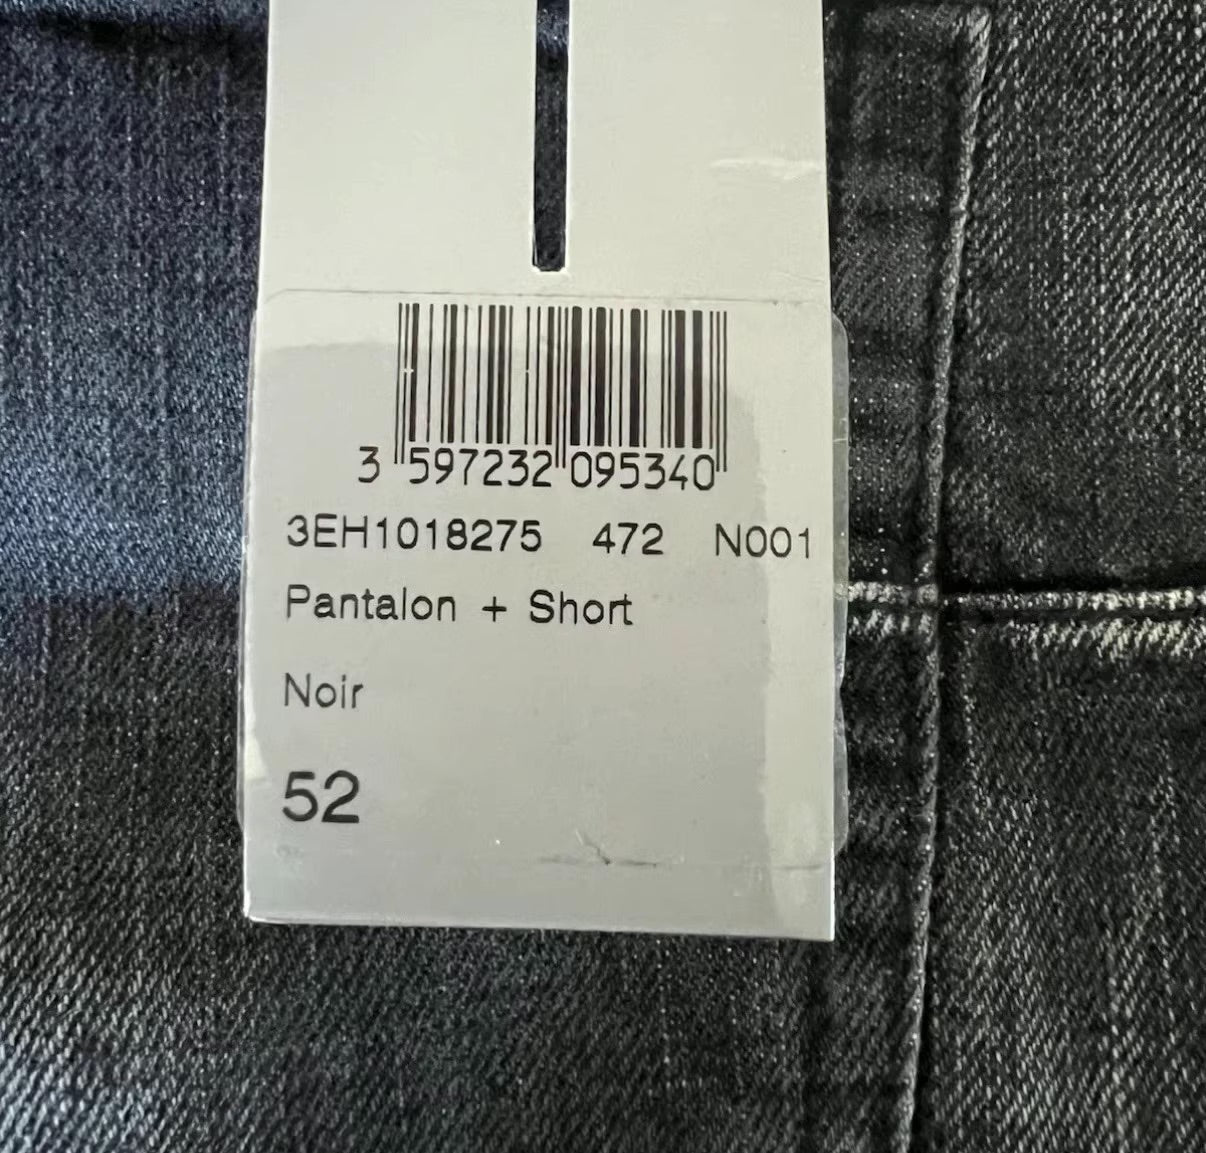 3 597232 095340
3EH1018275 472 N001
Pantalon + Short
Noir
52